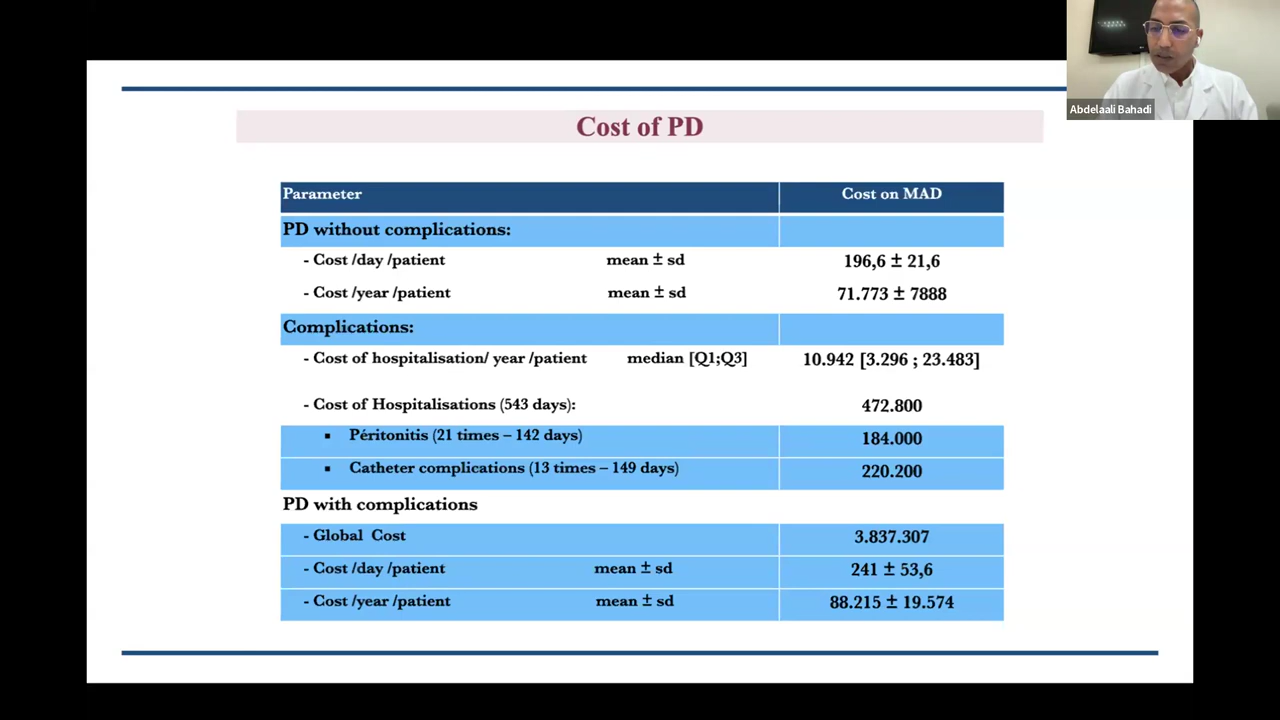 Abdelaali Bahadi
Cost of PD
Parameter Cost on MAD
PD without complications:
- Cost /day /patient mean ± sd 196,6 ± 21,6
- Cost /year /patient mean ± sd 71.773 ± 7888
Complications:
- Cost of hospitalisation/ year /patient median [Q1;Q3] 10.942 [3.296 ; 23.483]
- Cost of Hospitalisations (543 days): 472.800
▪ Péritonitis (21 times – 142 days) 184.000
▪ Catheter complications (13 times – 149 days) 220.200
PD with complications
- Global Cost 3.837.307
- Cost /day /patient mean ± sd 241 ± 53,6
- Cost /year /patient mean ± sd 88.215 ± 19.574